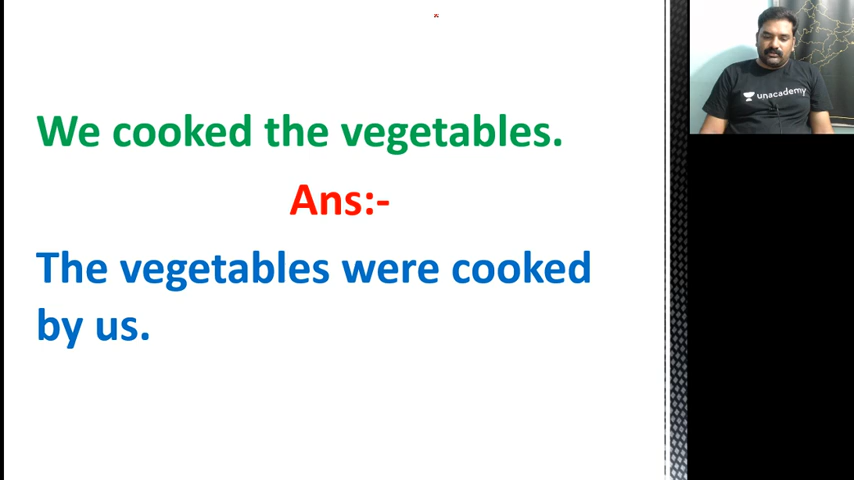 We cooked the vegetables.
Ans:-
The vegetables were cooked
by us.
unacademy